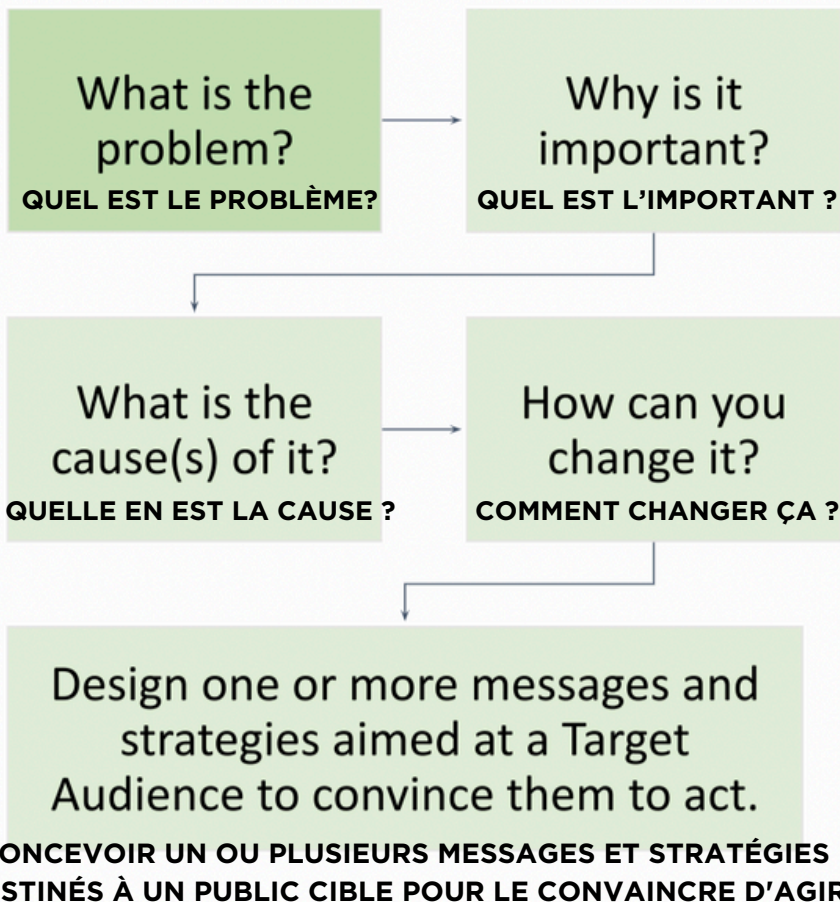 What is the
problem?
QUEL EST LE PROBLÈME?
Why is it
important?
QUEL EST L'IMPORTANT ?
What is the
cause(s) of it?
QUELLE EN EST LA CAUSE ?
How can you
change it?
COMMENT CHANGER ÇA ?
Design one or more messages and
strategies aimed at a Target
Audience to convince them to act.
ONCEVOIR UN OU PLUSIEURS MESSAGES ET STRATÉGIES
STINÉS À UN PUBLIC CIBLE POUR LE CONVAINCRE D'AGIR